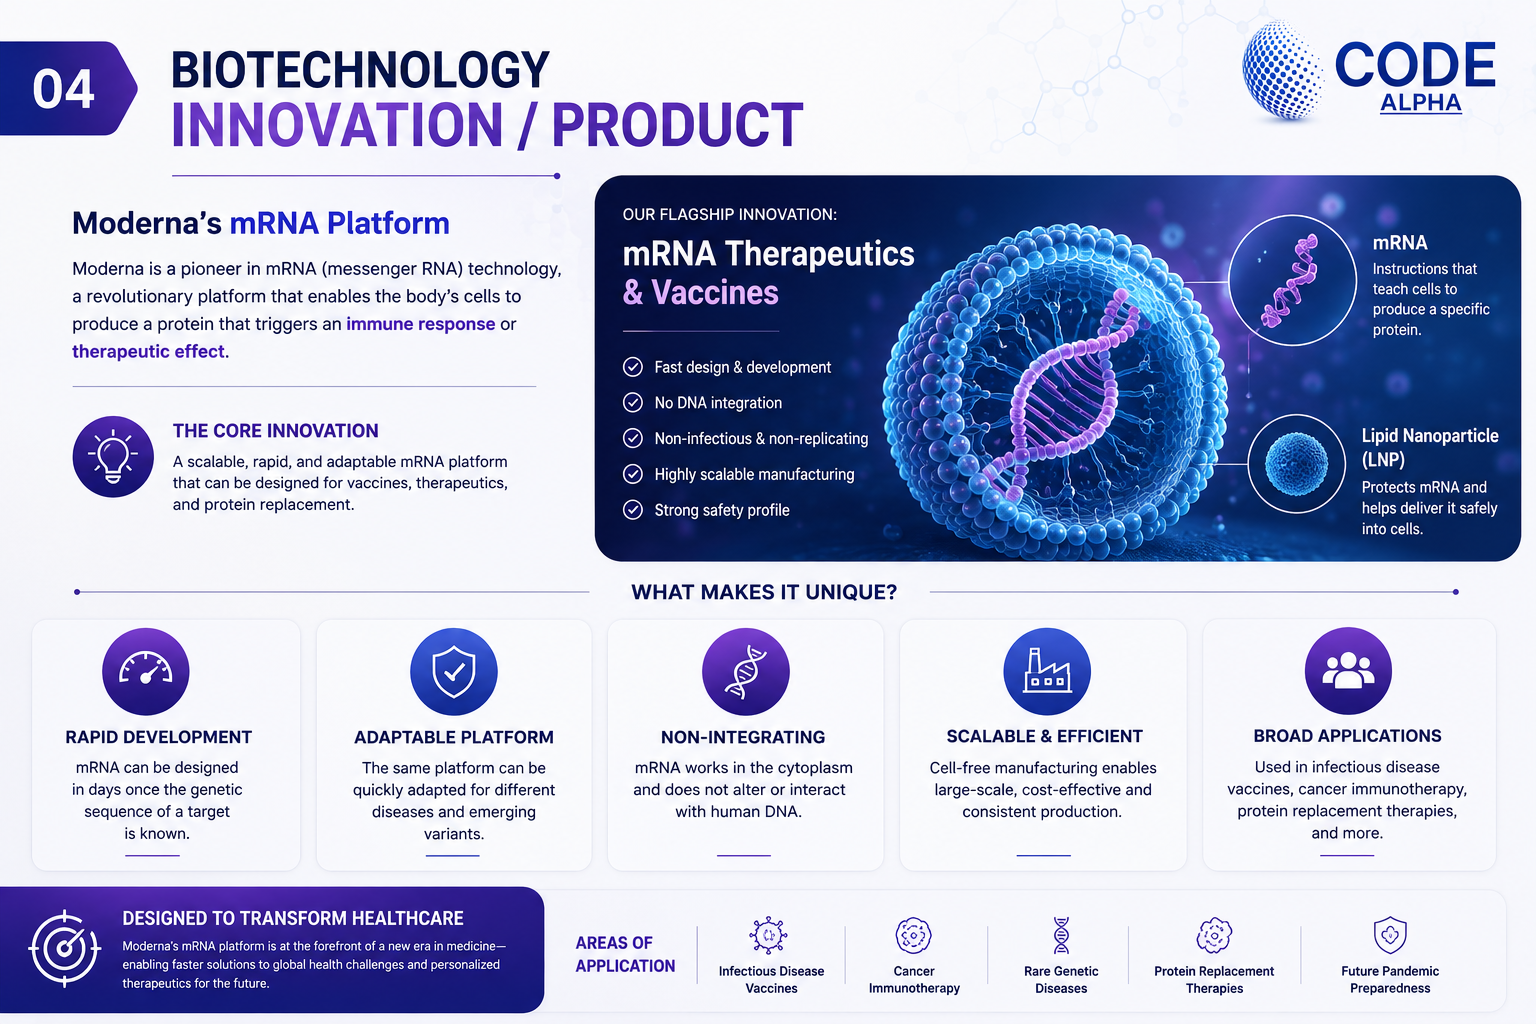 04
BIOTECHNOLOGY
INNOVATION / PRODUCT
CODE
ALPHA
Moderna’s mRNA Platform
Moderna is a pioneer in mRNA (messenger RNA) technology,
a revolutionary platform that enables the body’s cells to
produce a protein that triggers an immune response or
therapeutic effect.
THE CORE INNOVATION
A scalable, rapid, and adaptable mRNA platform
that can be designed for vaccines, therapeutics,
and protein replacement.
OUR FLAGSHIP INNOVATION:
mRNA Therapeutics
& Vaccines
Fast design & development
No DNA integration
Non-infectious & non-replicating
Highly scalable manufacturing
Strong safety profile
mRNA
Instructions that
teach cells to
produce a specific
protein.
Lipid Nanoparticle
(LNP)
Protects mRNA and
helps deliver it safely
into cells.
WHAT MAKES IT UNIQUE?
RAPID DEVELOPMENT
mRNA can be designed
in days once the genetic
sequence of a target
is known.
ADAPTABLE PLATFORM
The same platform can be
quickly adapted for different
diseases and emerging
variants.
NON-INTEGRATING
mRNA works in the cytoplasm
and does not alter or interact
with human DNA.
SCALABLE & EFFICIENT
Cell-free manufacturing enables
large-scale, cost-effective and
consistent production.
BROAD APPLICATIONS
Used in infectious disease
vaccines, cancer immunotherapy,
protein replacement therapies,
and more.
DESIGNED TO TRANSFORM HEALTHCARE
Moderna’s mRNA platform is at the forefront of a new era in medicine—
enabling faster solutions to global health challenges and personalized
therapeutics for the future.
AREAS OF
APPLICATION
Infectious Disease
Vaccines
Cancer
Immunotherapy
Rare Genetic
Diseases
Protein Replacement
Therapies
Future Pandemic
Preparedness